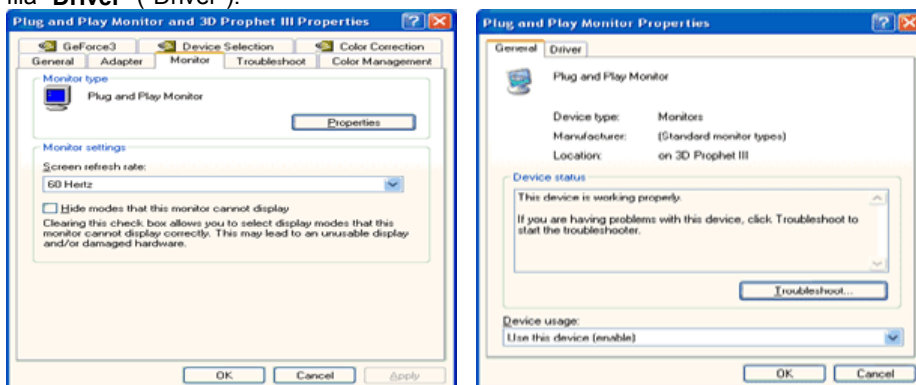 "Driver" ("Driver").
Plug and Play Monitor and 3D Prophet III Properties
GeForce3 Device Selection Color Correction
General Adapter Monitor Troubleshoot Color Management
Monitor type
Plug and Play Monitor
Properties
Monitor settings
Screen refresh rate:
60 Hertz
Hide modes that this monitor cannot display
Clearing this check box allows you to select display modes that this
monitor cannot display correctly. This may lead to an unusable display
and/or damaged hardware.
OK Cancel Apply
Plug and Play Monitor Properties
General Driver
Plug and Play Monitor
Device type: Monitors
Manufacturer: (Standard monitor types)
Location: on 3D Prophet III
Device status
This device is working properly.
If you are having problems with this device, click Troubleshoot to
start the troubleshooter.
Troubleshoot...
Device usage:
Use this device (enable)
OK Cancel